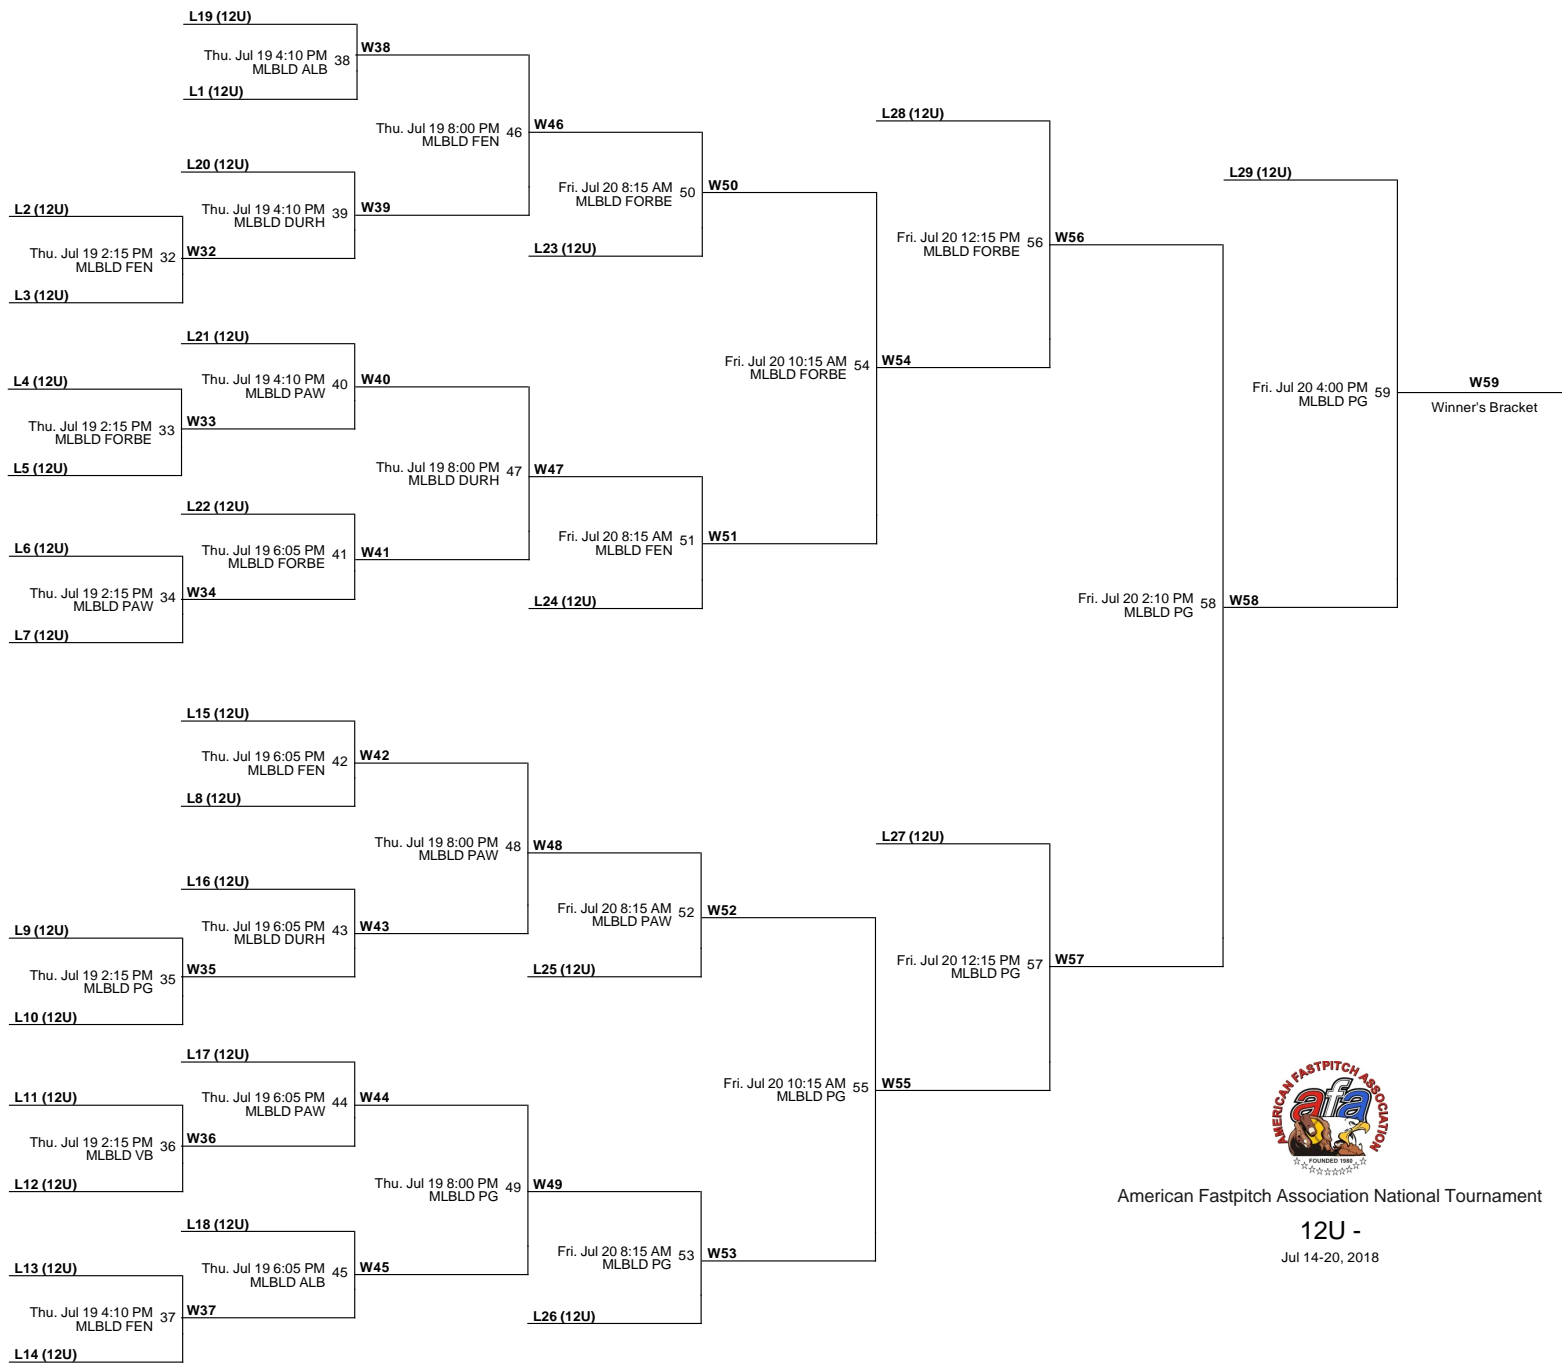 L19 (12U)
Thu. Jul 19 4:10 PM
MLBLD ALB
38
W38
L1 (12U)
Thu. Jul 19 8:00 PM
MLBLD FEN
46
W46
L20 (12U)
Thu. Jul 19 4:10 PM
MLBLD DURH
39
W39
L2 (12U)
Thu. Jul 19 2:15 PM
MLBLD FEN
32
W32
L3 (12U)
Fri. Jul 20 8:15 AM
MLBLD FORBE
50
W50
L23 (12U)
L28 (12U)
Fri. Jul 20 12:15 PM
MLBLD FORBE
56
W56
L29 (12U)
L21 (12U)
Thu. Jul 19 4:10 PM
MLBLD PAW
40
W40
L4 (12U)
Thu. Jul 19 2:15 PM
MLBLD FORBE
33
W33
L5 (12U)
Fri. Jul 20 10:15 AM
MLBLD FORBE
54
W54
Fri. Jul 20 4:00 PM
MLBLD PG
59
W59
Winner's Bracket
Thu. Jul 19 8:00 PM
MLBLD DURH
47
W47
L22 (12U)
Thu. Jul 19 6:05 PM
MLBLD FORBE
41
W41
L6 (12U)
Thu. Jul 19 2:15 PM
MLBLD PAW
34
W34
L7 (12U)
Fri. Jul 20 8:15 AM
MLBLD FEN
51
W51
L24 (12U)
Fri. Jul 20 2:10 PM
MLBLD PG
58
W58
L15 (12U)
Thu. Jul 19 6:05 PM
MLBLD FEN
42
W42
L8 (12U)
Thu. Jul 19 8:00 PM
MLBLD PAW
48
W48
L27 (12U)
L16 (12U)
Thu. Jul 19 6:05 PM
MLBLD DURH
43
W43
L9 (12U)
Thu. Jul 19 2:15 PM
MLBLD PG
35
W35
L10 (12U)
Fri. Jul 20 8:15 AM
MLBLD PAW
52
W52
L25 (12U)
Fri. Jul 20 12:15 PM
MLBLD PG
57
W57
L17 (12U)
Thu. Jul 19 6:05 PM
MLBLD PAW
44
W44
L11 (12U)
Thu. Jul 19 2:15 PM
MLBLD VB
36
W36
L12 (12U)
Fri. Jul 20 10:15 AM
MLBLD PG
55
W55
Thu. Jul 19 8:00 PM
MLBLD PG
49
W49
L18 (12U)
Thu. Jul 19 6:05 PM
MLBLD ALB
45
W45
L13 (12U)
Thu. Jul 19 4:10 PM
MLBLD FEN
37
W37
L14 (12U)
Fri. Jul 20 8:15 AM
MLBLD PG
53
W53
L26 (12U)
AMERICAN FASTPITCH ASSOCIATION
afa
FOUNDED 1980
American Fastpitch Association National Tournament
12U -
Jul 14-20, 2018